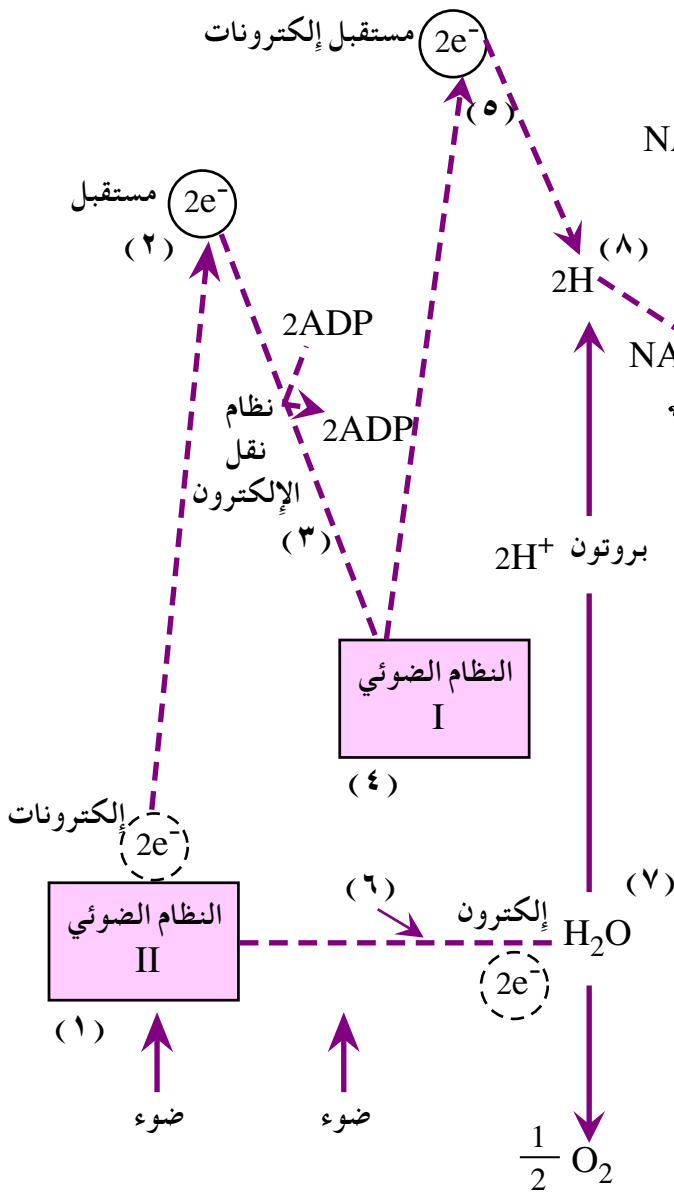 مستقبل إلكترونات
2e⁻
(٥)
NA
مستقبل
2e⁻
(٢)
(٨)
2H
2ADP
NA
نظام
2ADP
نقل
الإلكترون
(٣)
2H⁺ بروتون
النظام الضوئي
I
(٤)
إلكترونات
2e⁻
(٦)
(٧)
النظام الضوئي
II
إلكترون
H₂O
2e⁻
(١)
ضوء
ضوء
1/2 O₂